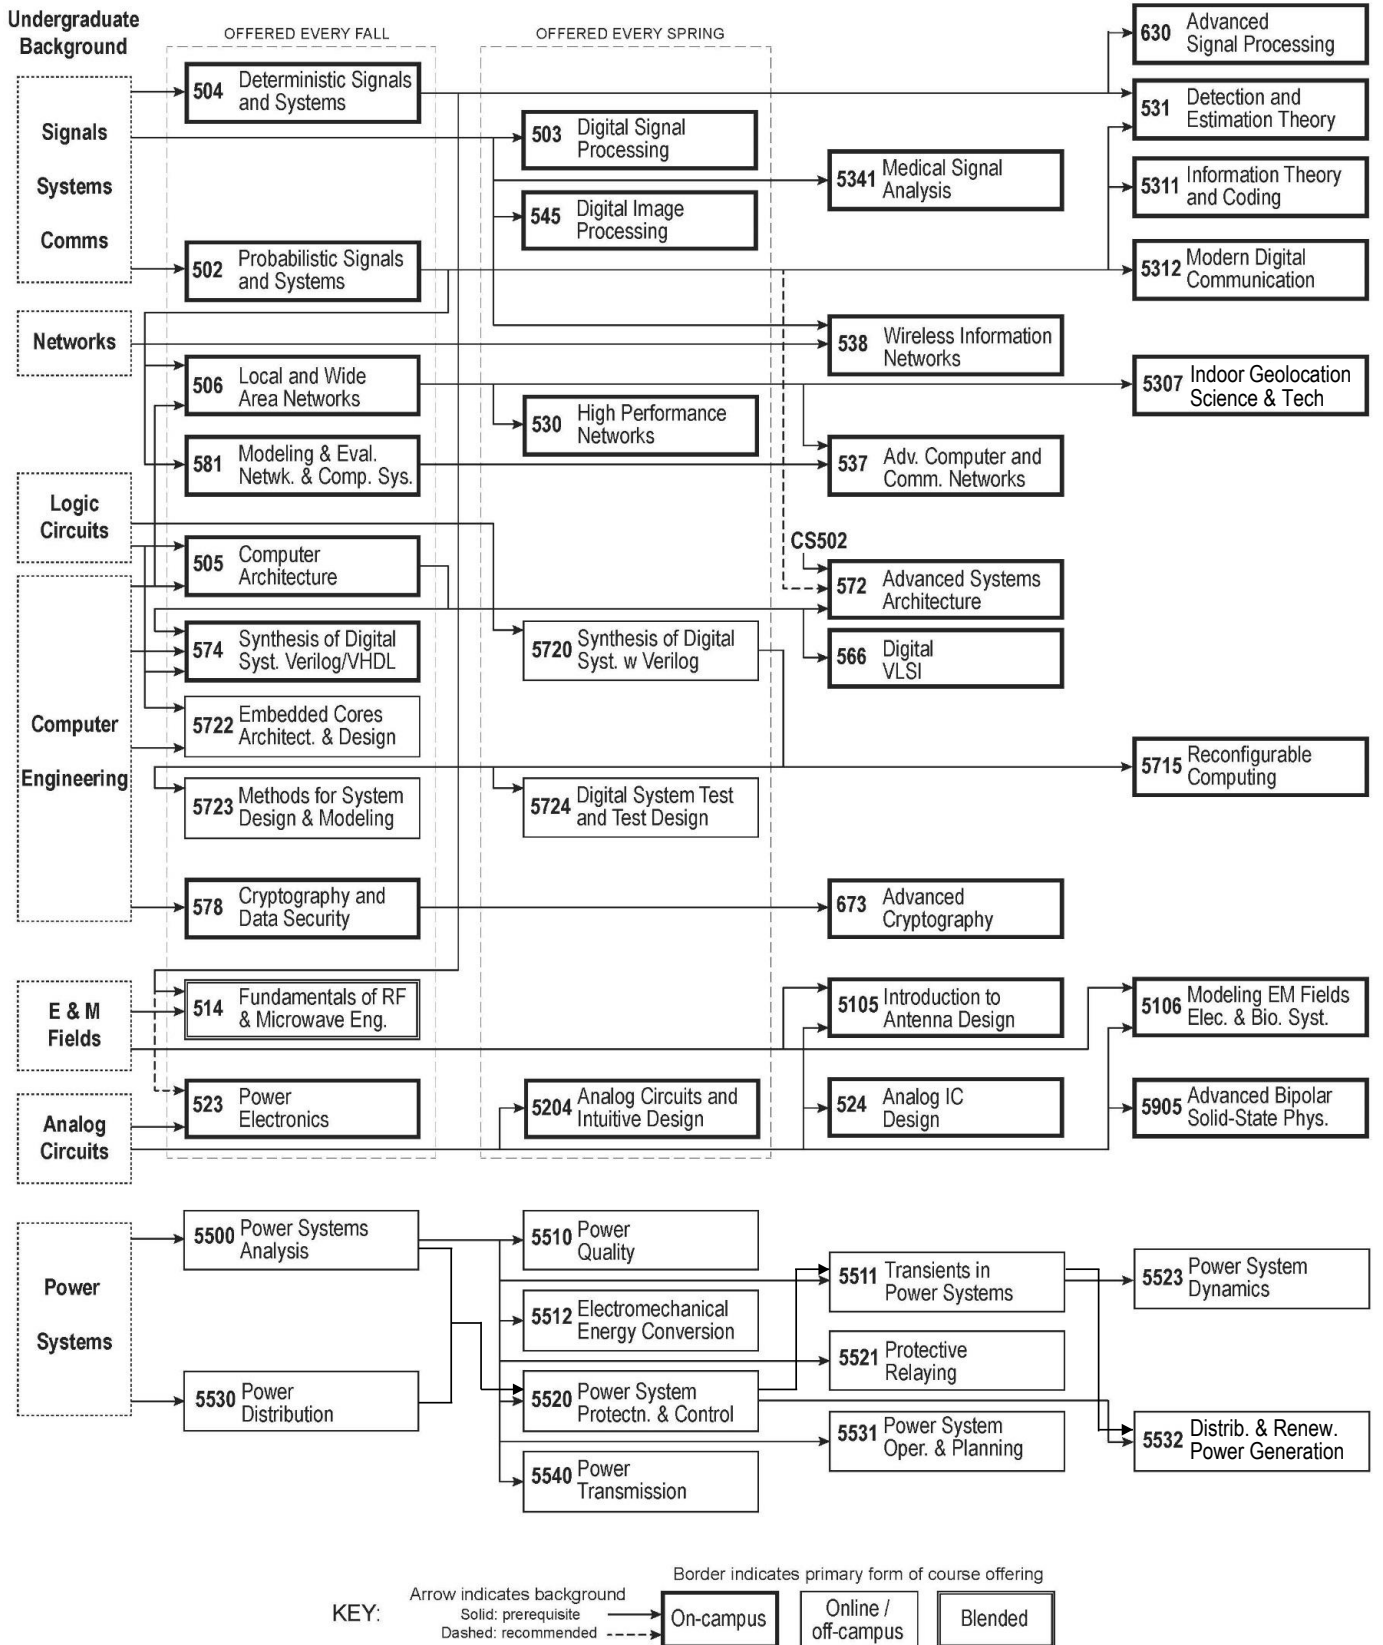 Undergraduate
Background
OFFERED EVERY FALL
OFFERED EVERY SPRING
Signals
Systems
Comms
504 Deterministic Signals
and Systems
503 Digital Signal
Processing
545 Digital Image
Processing
5341 Medical Signal
Analysis
630 Advanced
Signal Processing
531 Detection and
Estimation Theory
5311 Information Theory
and Coding
502 Probabilistic Signals
and Systems
5312 Modern Digital
Communication
Networks
538 Wireless Information
Networks
506 Local and Wide
Area Networks
530 High Performance
Networks
5307 Indoor Geolocation
Science & Tech
581 Modeling & Eval.
Netwk. & Comp. Sys.
537 Adv. Computer and
Comm. Networks
Logic
Circuits
505 Computer
Architecture
CS502
572 Advanced Systems
Architecture
574 Synthesis of Digital
Syst. Verilog/VHDL
5720 Synthesis of Digital
Syst. w Verilog
566 Digital
VLSI
Computer
Engineering
5722 Embedded Cores
Architect. & Design
5715 Reconfigurable
Computing
5723 Methods for System
Design & Modeling
5724 Digital System Test
and Test Design
578 Cryptography and
Data Security
673 Advanced
Cryptography
E & M
Fields
514 Fundamentals of RF
& Microwave Eng.
5105 Introduction to
Antenna Design
5106 Modeling EM Fields
Elec. & Bio. Syst.
Analog
Circuits
523 Power
Electronics
5204 Analog Circuits and
Intuitive Design
524 Analog IC
Design
5905 Advanced Bipolar
Solid-State Phys.
Power
Systems
5500 Power Systems
Analysis
5510 Power
Quality
5511 Transients in
Power Systems
5523 Power System
Dynamics
5512 Electromechanical
Energy Conversion
5521 Protective
Relaying
5530 Power
Distribution
5520 Power System
Protectn. & Control
5531 Power System
Oper. & Planning
5532 Distrib. & Renew.
Power Generation
5540 Power
Transmission
KEY:
Arrow indicates background
Solid: prerequisite
Dashed: recommended
Border indicates primary form of course offering
On-campus
Online /
off-campus
Blended